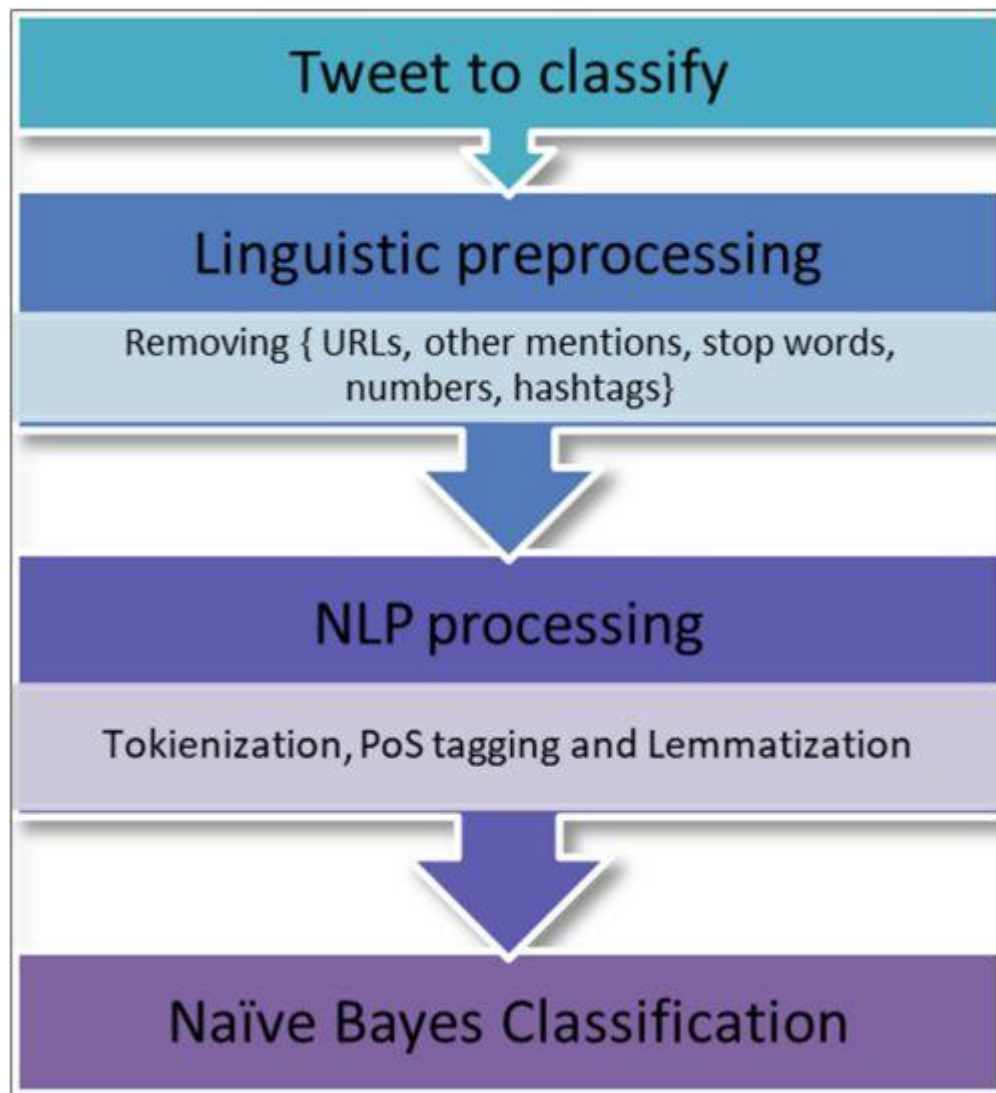 Tweet to classify
Linguistic preprocessing
Removing { URLs, other mentions, stop words,
numbers, hashtags}
NLP processing
Tokienization, PoS tagging and Lemmatization
Naïve Bayes Classification